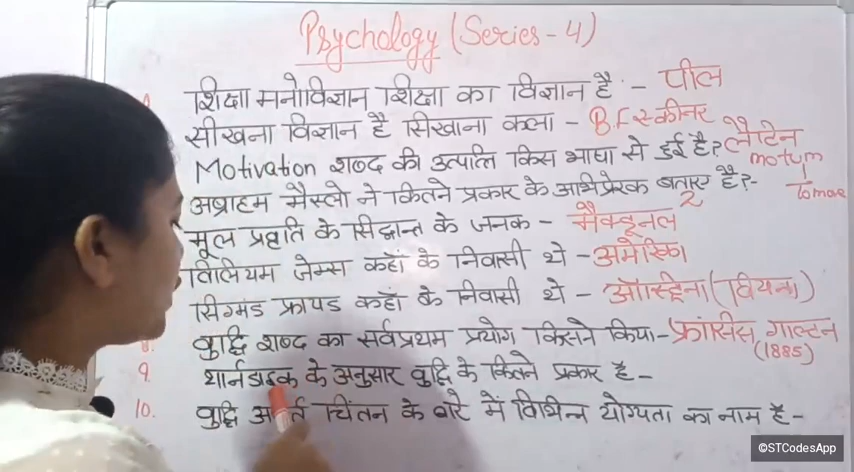 Psychology (Series - 4)
शिक्षा मनोविज्ञान शिक्षा का विज्ञान है - पील
सीखना विज्ञान है सिखाना कला - B.F स्कीनर
Motivation शब्द की उत्पत्ति किस भाषा से हुई है? लैटिन
motum
to move
अब्राहम मैस्लो ने कितने प्रकार के अभिप्रेरक बताए है?- 2
मूल प्रवृति के सिद्धान्त के जनक - मैक्डूनल
विलियम जेम्स कहाँ के निवासी थे - अमेरिका
सिगमंड फ्रायड कहाँ के निवासी थे - ऑस्ट्रिना (वियना)
8. बुद्धि शब्द का सर्वप्रथम प्रयोग किसने किया- फ्रांसिस गाल्टन
(1885)
9. थार्नडाइक के अनुसार बुद्धि के कितने प्रकार है -
10. बुद्धि चिंतन के बारे में विभिन्न योग्यता का नाम है -
©STCodesApp